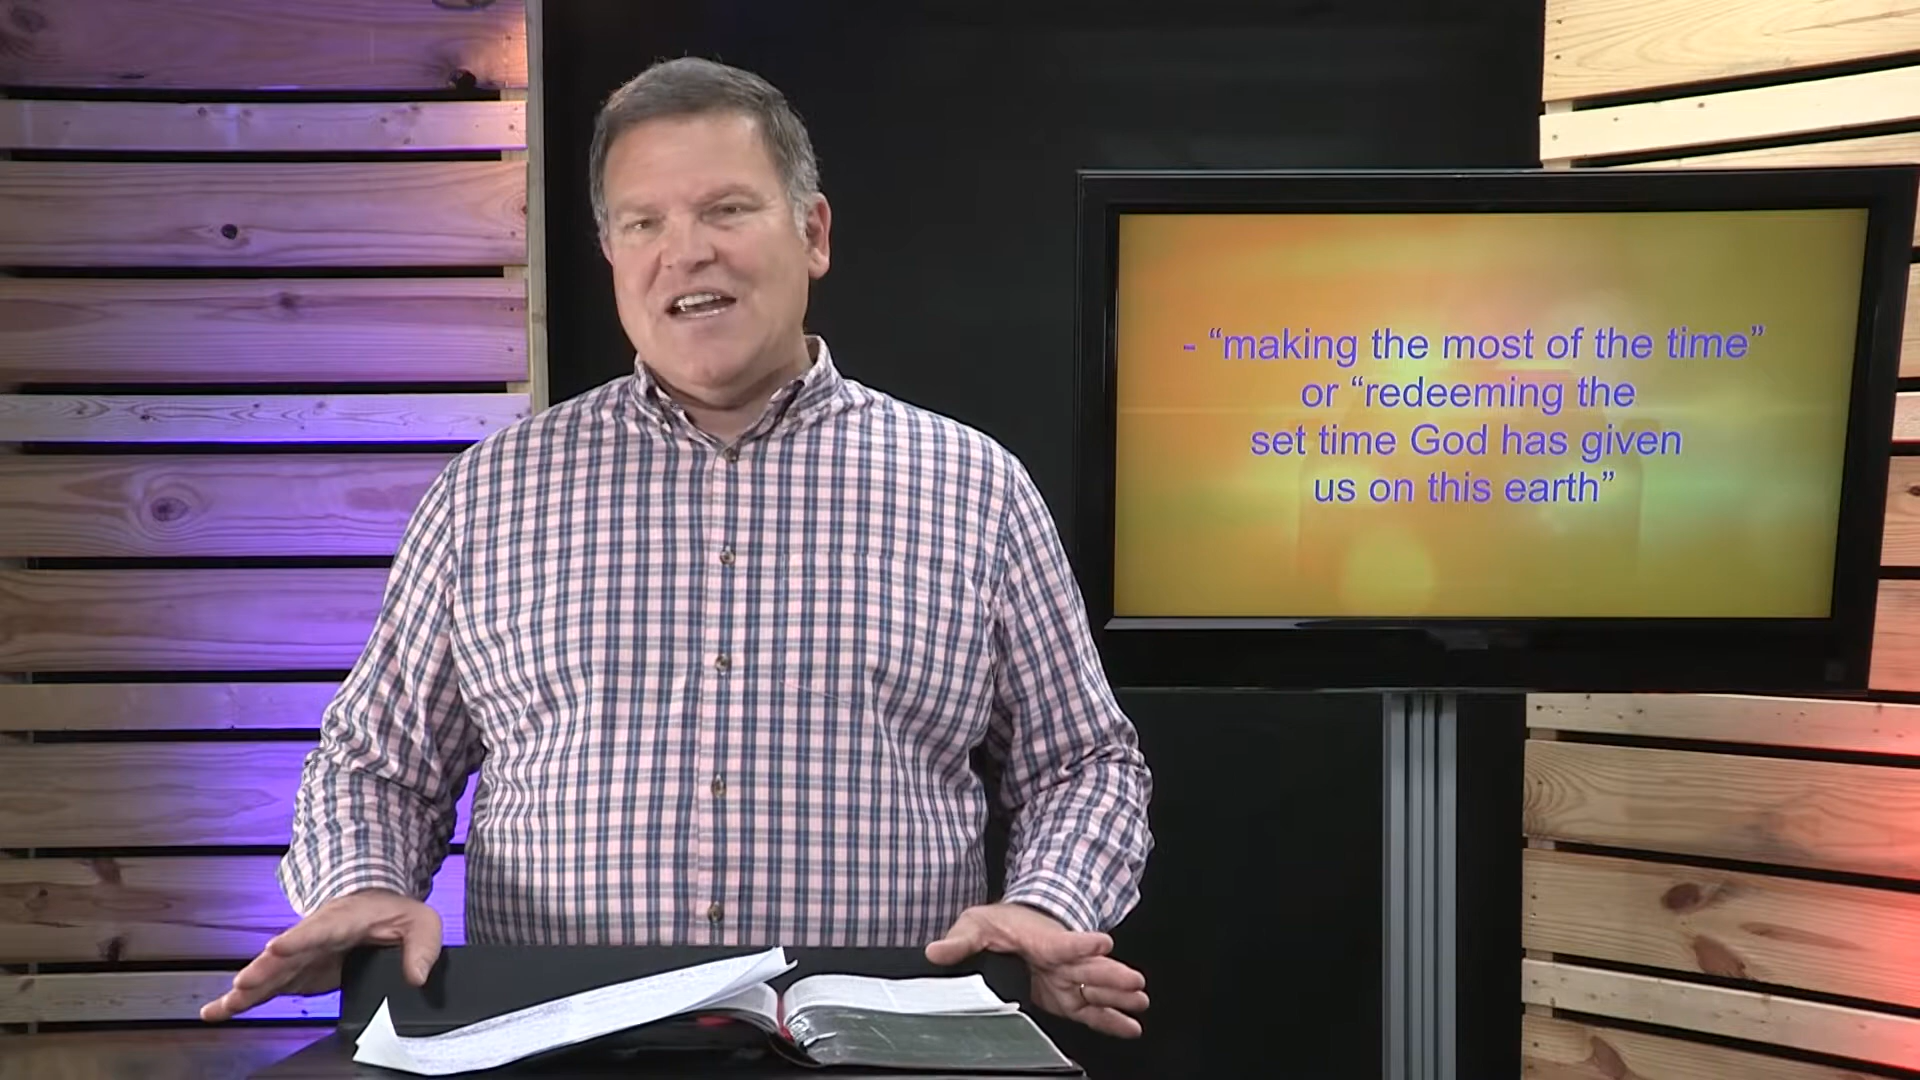 - “making the most of the time”
or “redeeming the
set time God has given
us on this earth”